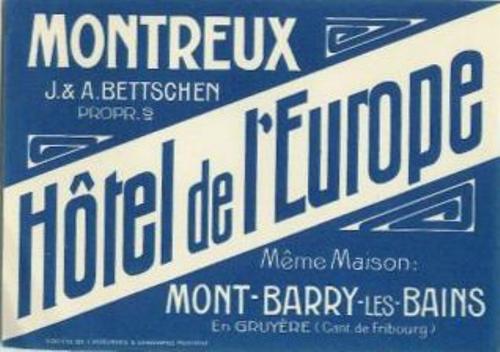 MONTREUX
J. & A. BETTSCHEN
PROPR.S
Hôtel de l'Europe
Même Maison:
MONT-BARRY-LES-BAINS
En GRUYÈRE (Cant. de Fribourg)